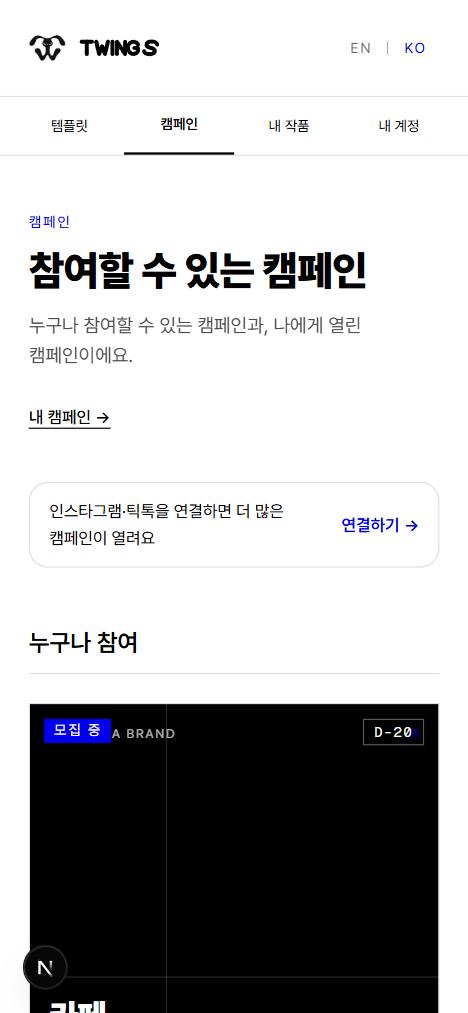 TWINGS
EN | KO
템플릿 캠페인 내 작품 내 계정
캠페인
참여할 수 있는 캠페인
누구나 참여할 수 있는 캠페인과, 나에게 열린
캠페인이에요.
내 캠페인 →
인스타그램·틱톡을 연결하면 더 많은
캠페인이 열려요
연결하기 →
누구나 참여
모집 중 A BRAND D-20
N